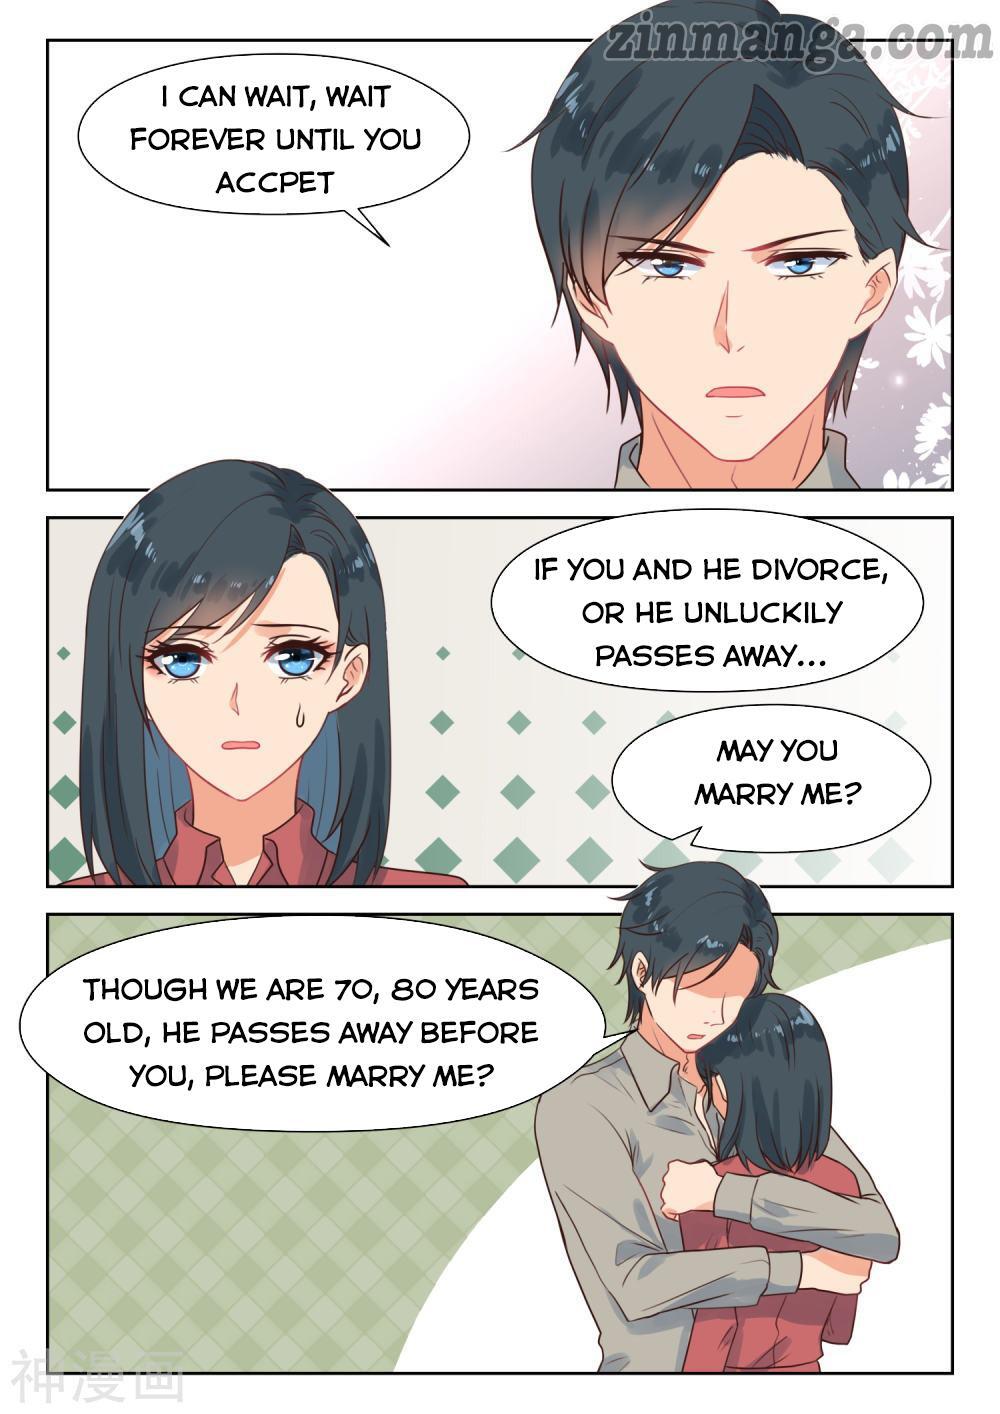 zinmanga.com
I CAN WAIT, WAIT
FOREVER UNTIL YOU
ACCPET
IF YOU AND HE DIVORCE,
OR HE UNLUCKILY
PASSES AWAY...
MAY YOU
MARRY ME?
THOUGH WE ARE 70, 80 YEARS
OLD, HE PASSES AWAY BEFORE
YOU, PLEASE MARRY ME?
神漫画